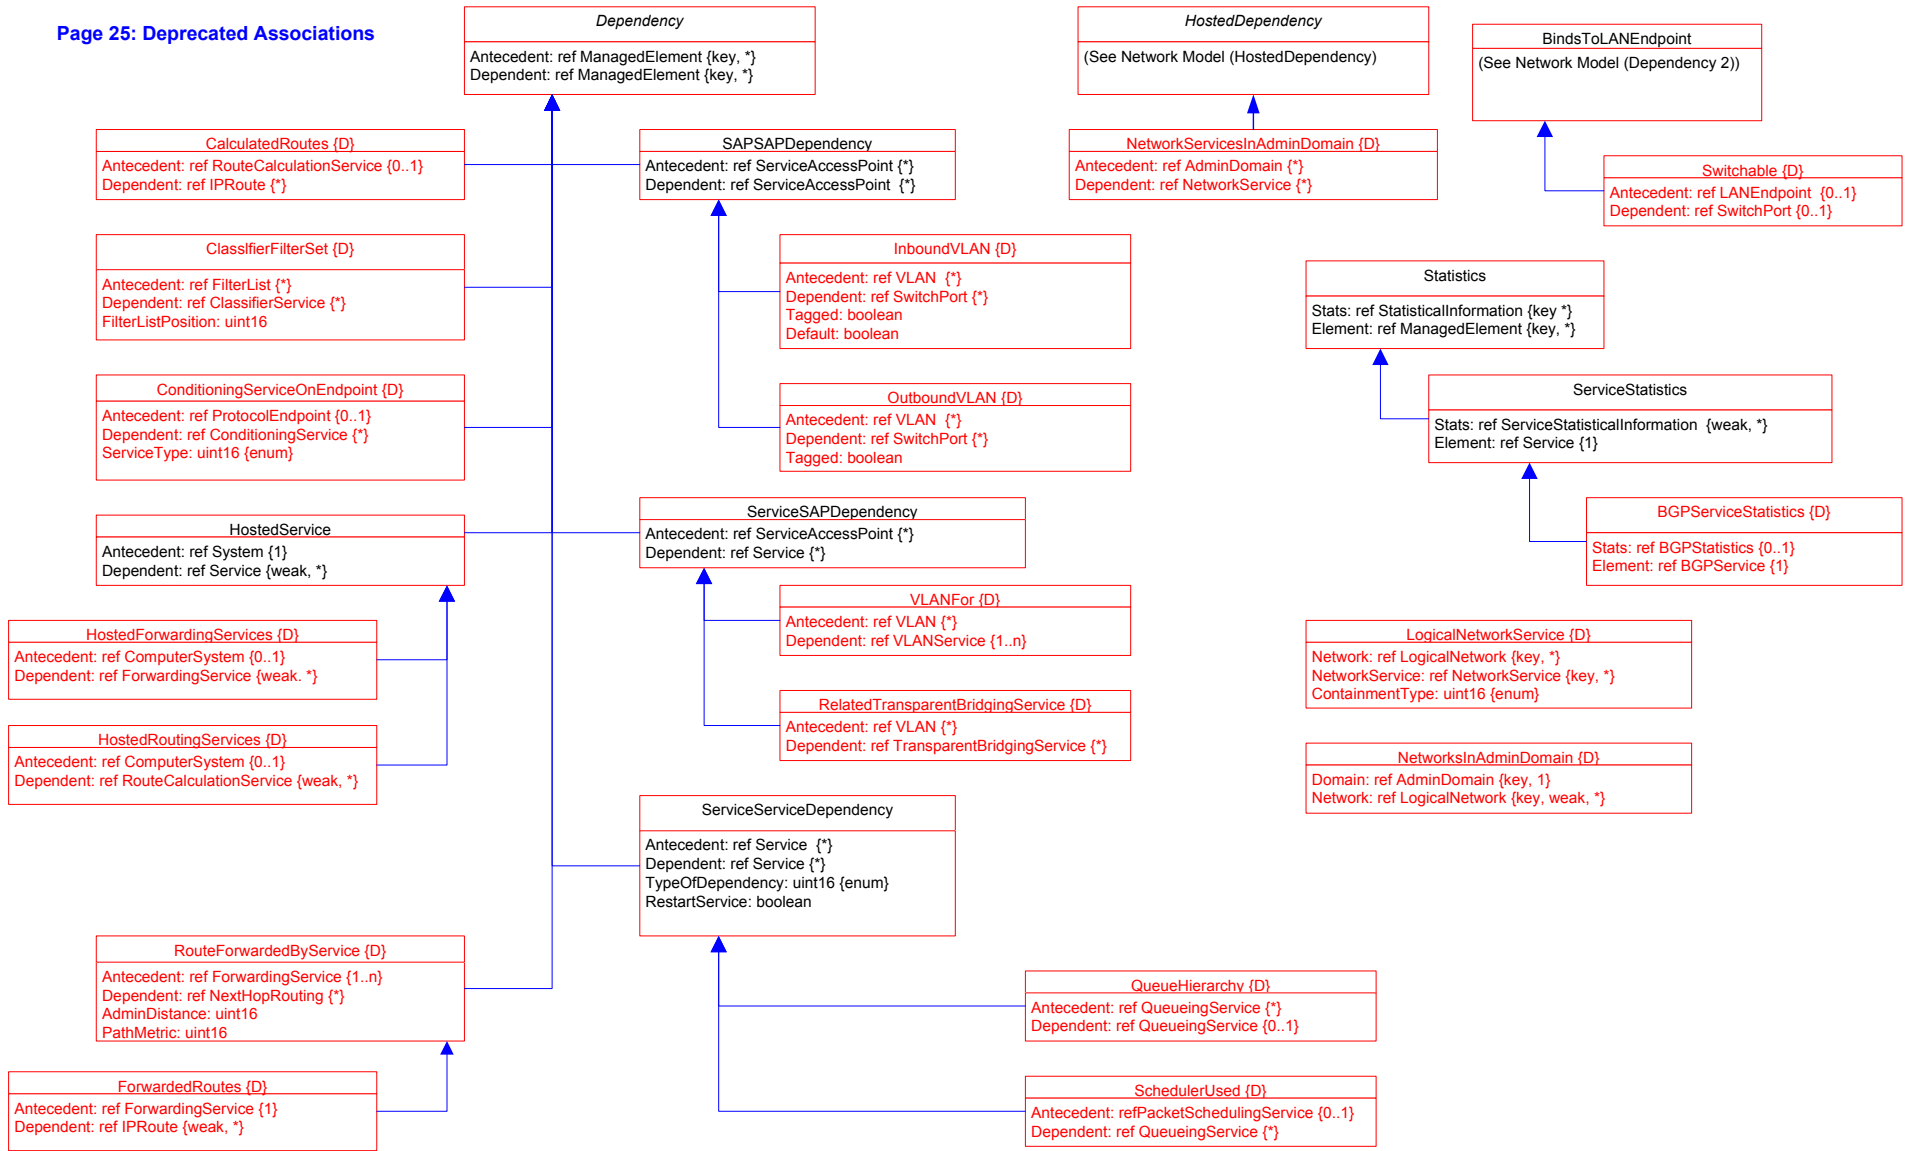 Page 25: Deprecated Associations
Dependency
Antecedent: ref ManagedElement {key, *}
Dependent: ref ManagedElement {key, *}
HostedDependency
(See Network Model (HostedDependency)
BindsToLANEndpoint
(See Network Model (Dependency 2))
CalculatedRoutes {D}
Antecedent: ref RouteCalculationService {0..1}
Dependent: ref IPRoute {*}
SAPSAPDependency
Antecedent: ref ServiceAccessPoint {*}
Dependent: ref ServiceAccessPoint {*}
NetworkServicesInAdminDomain {D}
Antecedent: ref AdminDomain {*}
Dependent: ref NetworkService {*}
Switchable {D}
Antecedent: ref LANEndpoint {0..1}
Dependent: ref SwitchPort {0..1}
ClassIfierFilterSet {D}
Antecedent: ref FilterList {*}
Dependent: ref ClassifierService {*}
FilterListPosition: uint16
InboundVLAN {D}
Antecedent: ref VLAN {*}
Dependent: ref SwitchPort {*}
Tagged: boolean
Default: boolean
Statistics
Stats: ref StatisticalInformation {key *}
Element: ref ManagedElement {key, *}
ConditioningServiceOnEndpoint {D}
Antecedent: ref ProtocolEndpoint {0..1}
Dependent: ref ConditioningService {*}
ServiceType: uint16 {enum}
OutboundVLAN {D}
Antecedent: ref VLAN {*}
Dependent: ref SwitchPort {*}
Tagged: boolean
ServiceStatistics
Stats: ref ServiceStatisticalInformation {weak, *}
Element: ref Service {1}
HostedService
Antecedent: ref System {1}
Dependent: ref Service {weak, *}
ServiceSAPDependency
Antecedent: ref ServiceAccessPoint {*}
Dependent: ref Service {*}
BGPServiceStatistics {D}
Stats: ref BGPStatistics {0..1}
Element: ref BGPService {1}
HostedForwardingServices {D}
Antecedent: ref ComputerSystem {0..1}
Dependent: ref ForwardingService {weak. *}
VLANFor {D}
Antecedent: ref VLAN {*}
Dependent: ref VLANService {1..n}
LogicalNetworkService {D}
Network: ref LogicalNetwork {key, *}
NetworkService: ref NetworkService {key, *}
ContainmentType: uint16 {enum}
HostedRoutingServices {D}
Antecedent: ref ComputerSystem {0..1}
Dependent: ref RouteCalculationService {weak, *}
RelatedTransparentBridgingService {D}
Antecedent: ref VLAN {*}
Dependent: ref TransparentBridgingService {*}
NetworksInAdminDomain {D}
Domain: ref AdminDomain {key, 1}
Network: ref LogicalNetwork {key, weak, *}
ServiceServiceDependency
Antecedent: ref Service {*}
Dependent: ref Service {*}
TypeOfDependency: uint16 {enum}
RestartService: boolean
RouteForwardedByService {D}
Antecedent: ref ForwardingService {1..n}
Dependent: ref NextHopRouting {*}
AdminDistance: uint16
PathMetric: uint16
QueueHierarchy {D}
Antecedent: ref QueueingService {*}
Dependent: ref QueueingService {0..1}
ForwardedRoutes {D}
Antecedent: ref ForwardingService {1}
Dependent: ref IPRoute {weak, *}
SchedulerUsed {D}
Antecedent: refPacketSchedulingService {0..1}
Dependent: ref QueueingService {*}